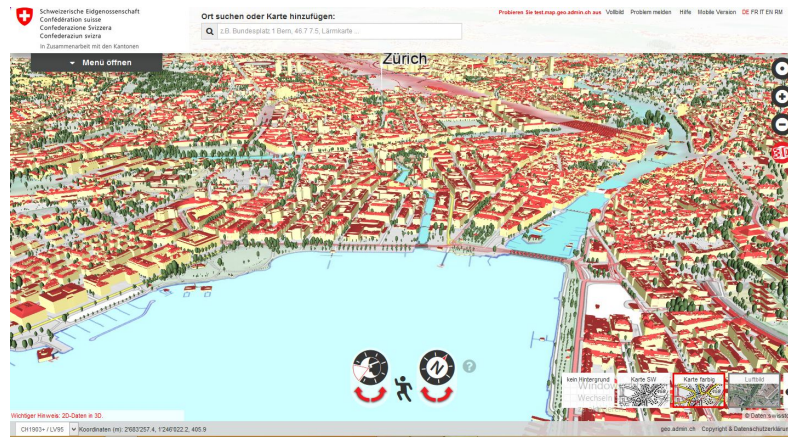 Schweizerische Eidgenossenschaft
Confédération suisse
Confederazione Svizzera
Confederaziun svizra
In Zusammenarbeit mit den Kantonen
Ort suchen oder Karte hinzufügen:
z.B. Bundesplatz 1 Bern, 46.7 7.5, Lärmkarte ...
Probieren Sie test.map.geo.admin.ch aus Vollbild Problem melden Hilfe Mobile Version DE FR IT EN RM
Menü öffnen
Zürich
N
?
kein Hintergrund Karte SW Karte farbig Luftbild
Window
Wechseln
Wichtiger Hinweis: 2D-Daten in 3D.
© Daten:swissto
CH1903+ / LV95 Koordinaten (m): 2'683'257.4, 1'246'022.2, 405.9
geo.admin.ch Copyright & Datenschutzerklärun